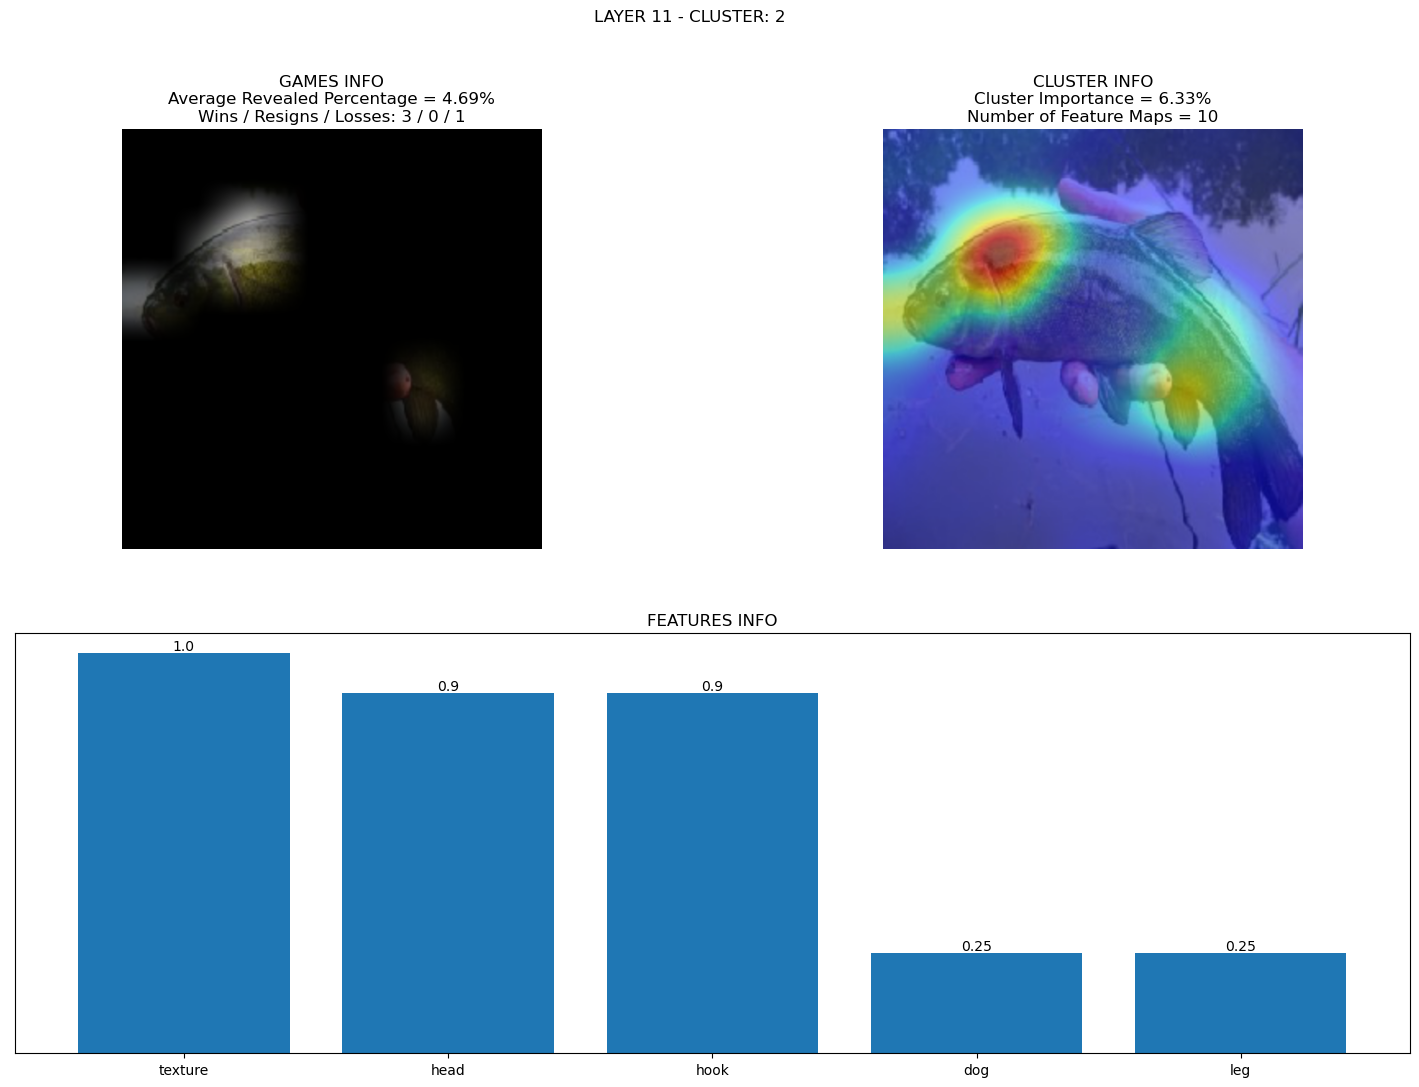 LAYER 11 - CLUSTER: 2
GAMES INFO
Average Revealed Percentage = 4.69%
Wins / Resigns / Losses: 3 / 0 / 1
CLUSTER INFO
Cluster Importance = 6.33%
Number of Feature Maps = 10
FEATURES INFO
1.0
0.9
0.9
0.25
0.25
texture
head
hook
dog
leg